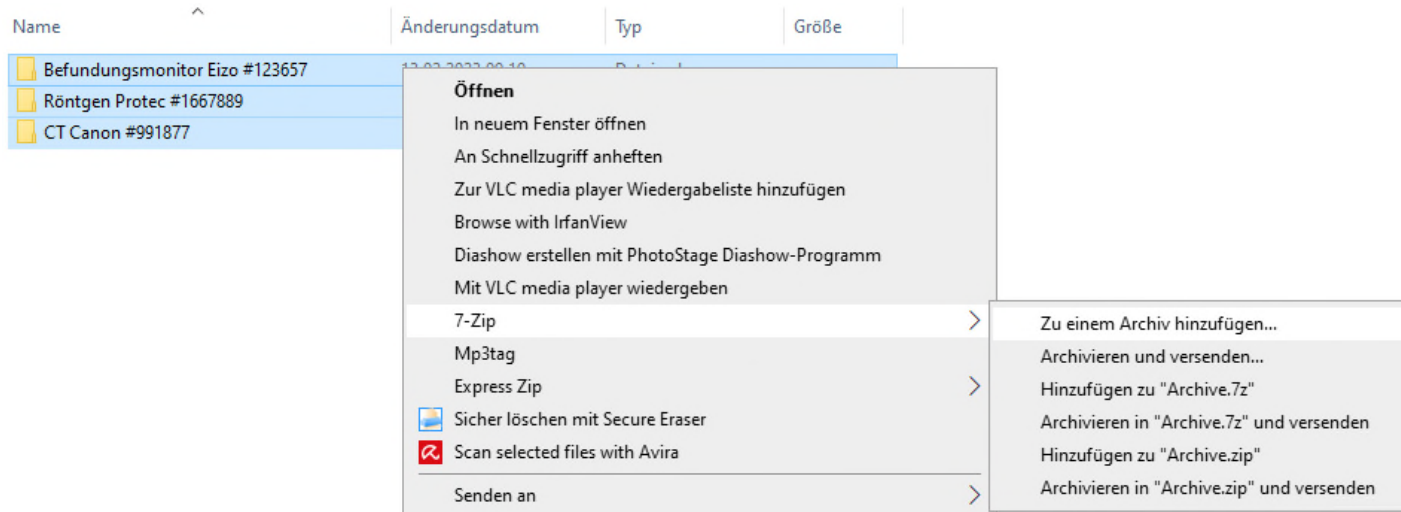 Name Änderungsdatum Typ Größe
Befundungsmonitor Eizo #123657
Röntgen Protec #1667889
CT Canon #991877
Öffnen
In neuem Fenster öffnen
An Schnellzugriff anheften
Zur VLC media player Wiedergabeliste hinzufügen
Browse with IrfanView
Diashow erstellen mit PhotoStage Diashow-Programm
Mit VLC media player wiedergeben
7-Zip
Mp3tag
Express Zip
Sicher löschen mit Secure Eraser
Scan selected files with Avira
Senden an
Zu einem Archiv hinzufügen...
Archivieren und versenden...
Hinzufügen zu "Archive.7z"
Archivieren in "Archive.7z" und versenden
Hinzufügen zu "Archive.zip"
Archivieren in "Archive.zip" und versenden